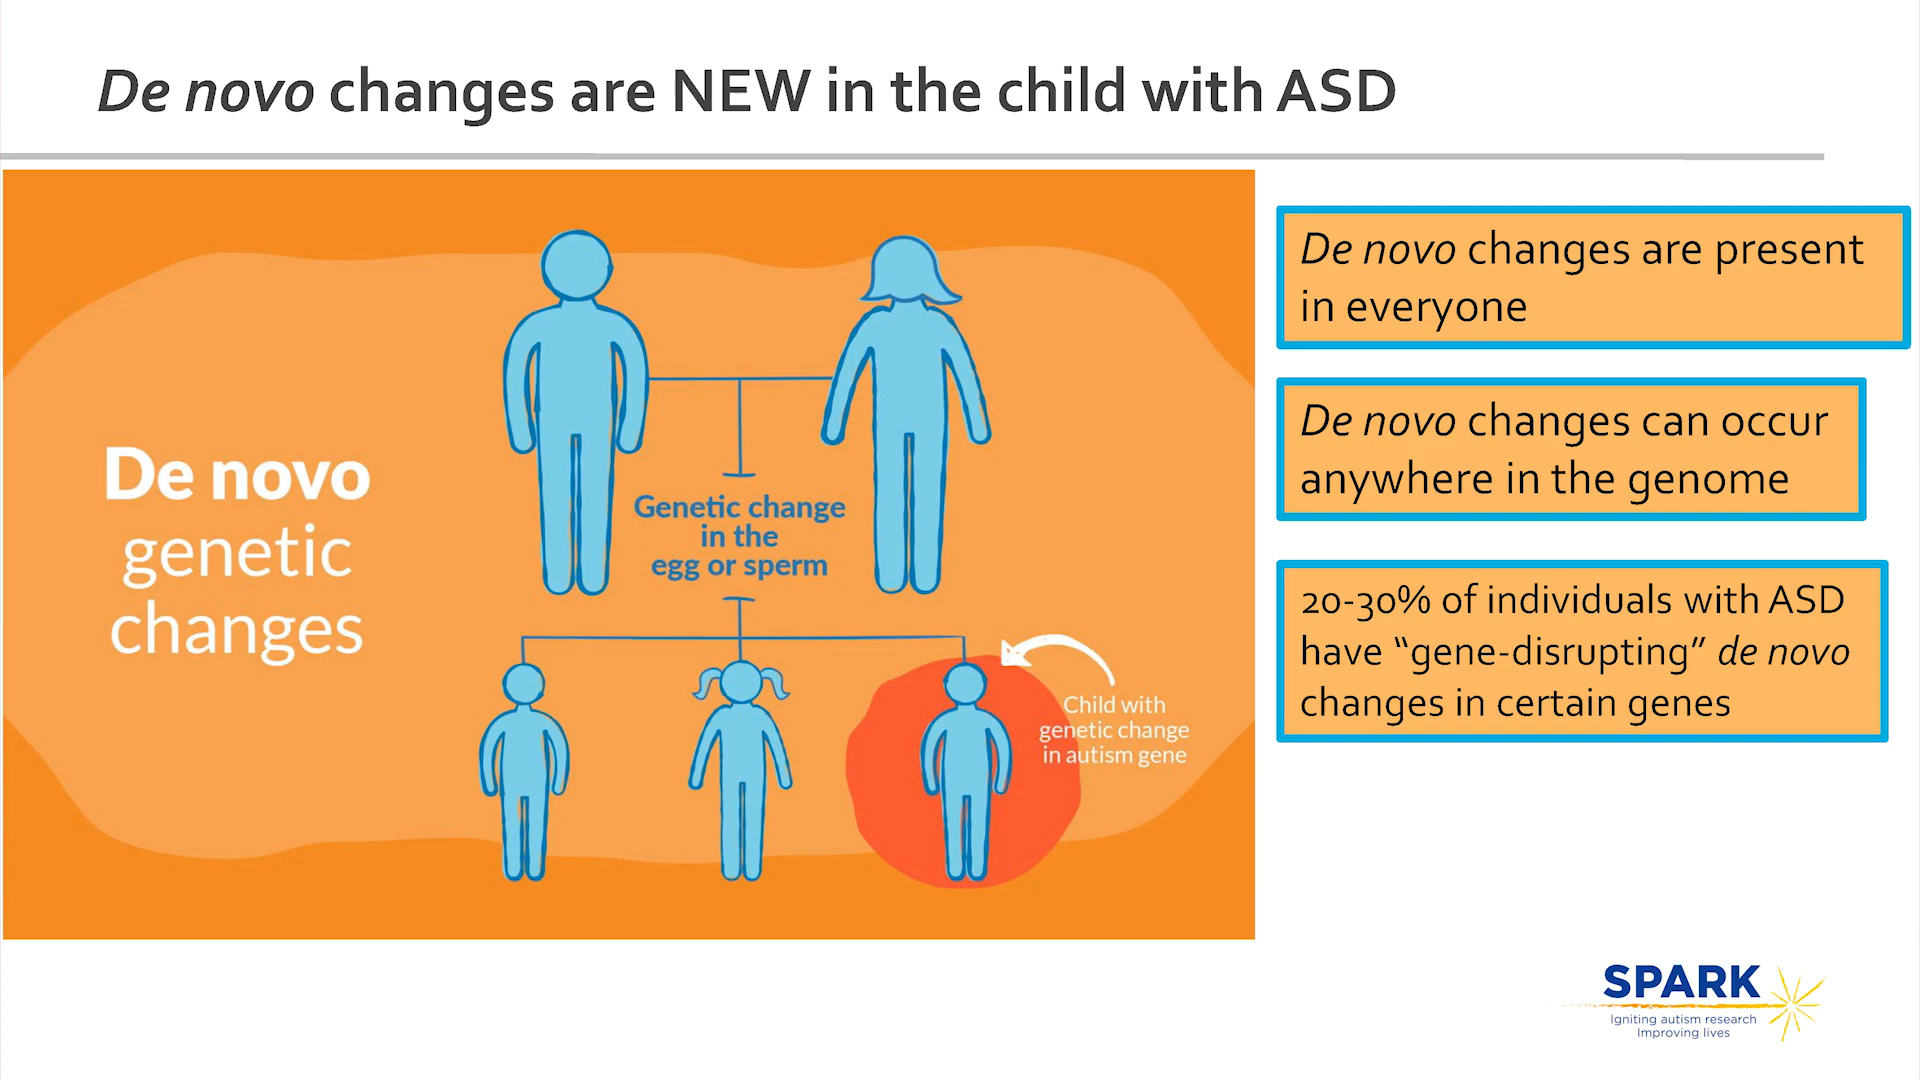 De novo changes are NEW in the child with ASD
De novo
genetic
changes
Genetic change
in the
egg or sperm
Child with
genetic change
in autism gene
De novo changes are present
in everyone
De novo changes can occur
anywhere in the genome
20-30% of individuals with ASD
have “gene-disrupting” de novo
changes in certain genes
SPARK
Igniting autism research
Improving lives